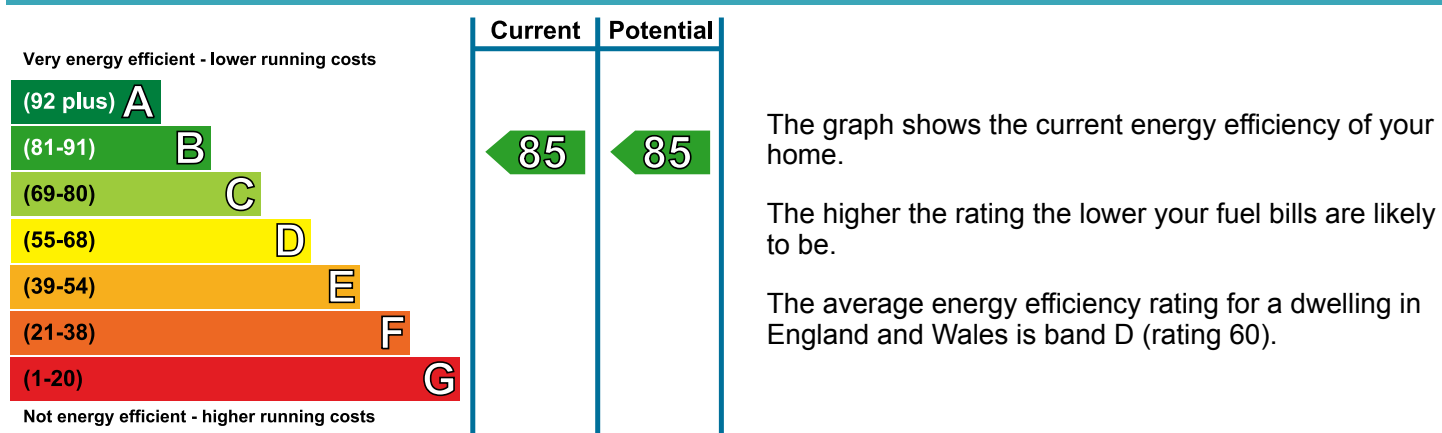 Current Potential
Very energy efficient - lower running costs
(92 plus) A
(81-91) B
85 85
(69-80) C
(55-68) D
(39-54) E
(21-38) F
(1-20) G
Not energy efficient - higher running costs
The graph shows the current energy efficiency of your
home.
The higher the rating the lower your fuel bills are likely
to be.
The average energy efficiency rating for a dwelling in
England and Wales is band D (rating 60).